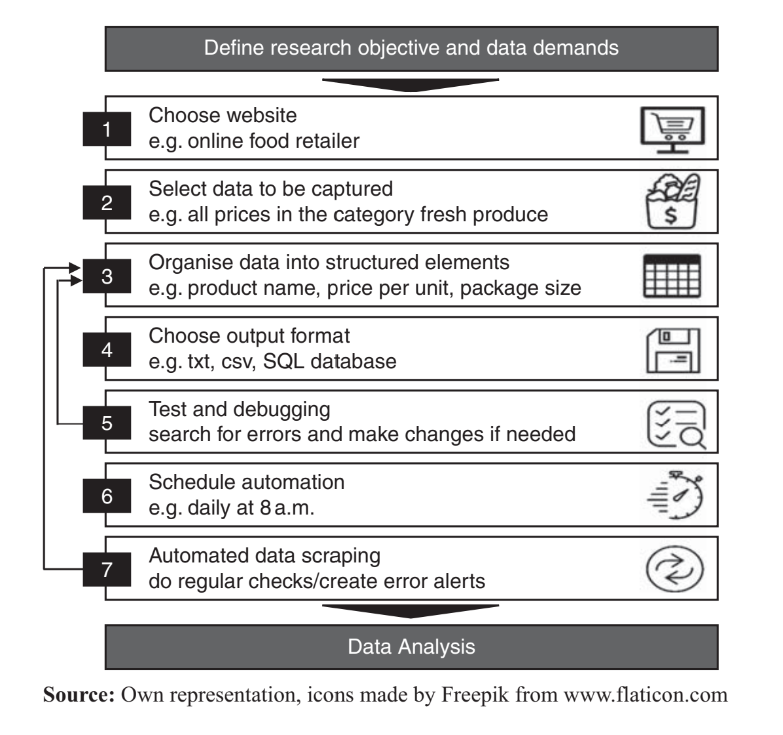 Define research objective and data demands
1
Choose website
e.g. online food retailer
2
Select data to be captured
e.g. all prices in the category fresh produce
$
3
Organise data into structured elements
e.g. product name, price per unit, package size
4
Choose output format
e.g. txt, csv, SQL database
5
Test and debugging
search for errors and make changes if needed
6
Schedule automation
e.g. daily at 8 a.m.
7
Automated data scraping
do regular checks/create error alerts
Data Analysis
Source: Own representation, icons made by Freepik from www.flaticon.com